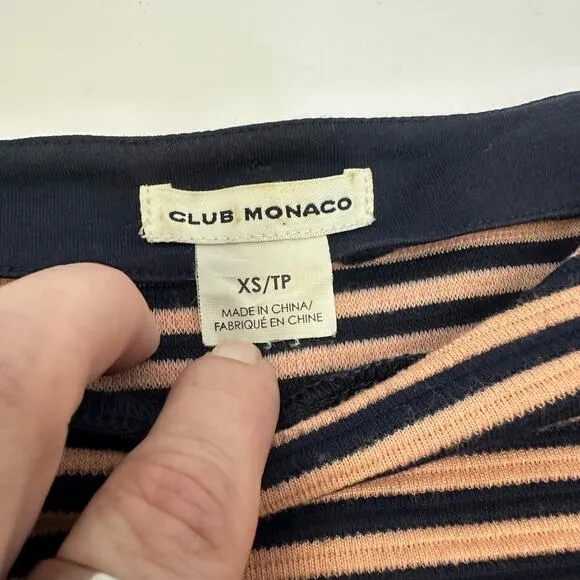 CLUB MONACO
XS/TP
MADE IN CHINA/
FABRIQUÉ EN CHINE